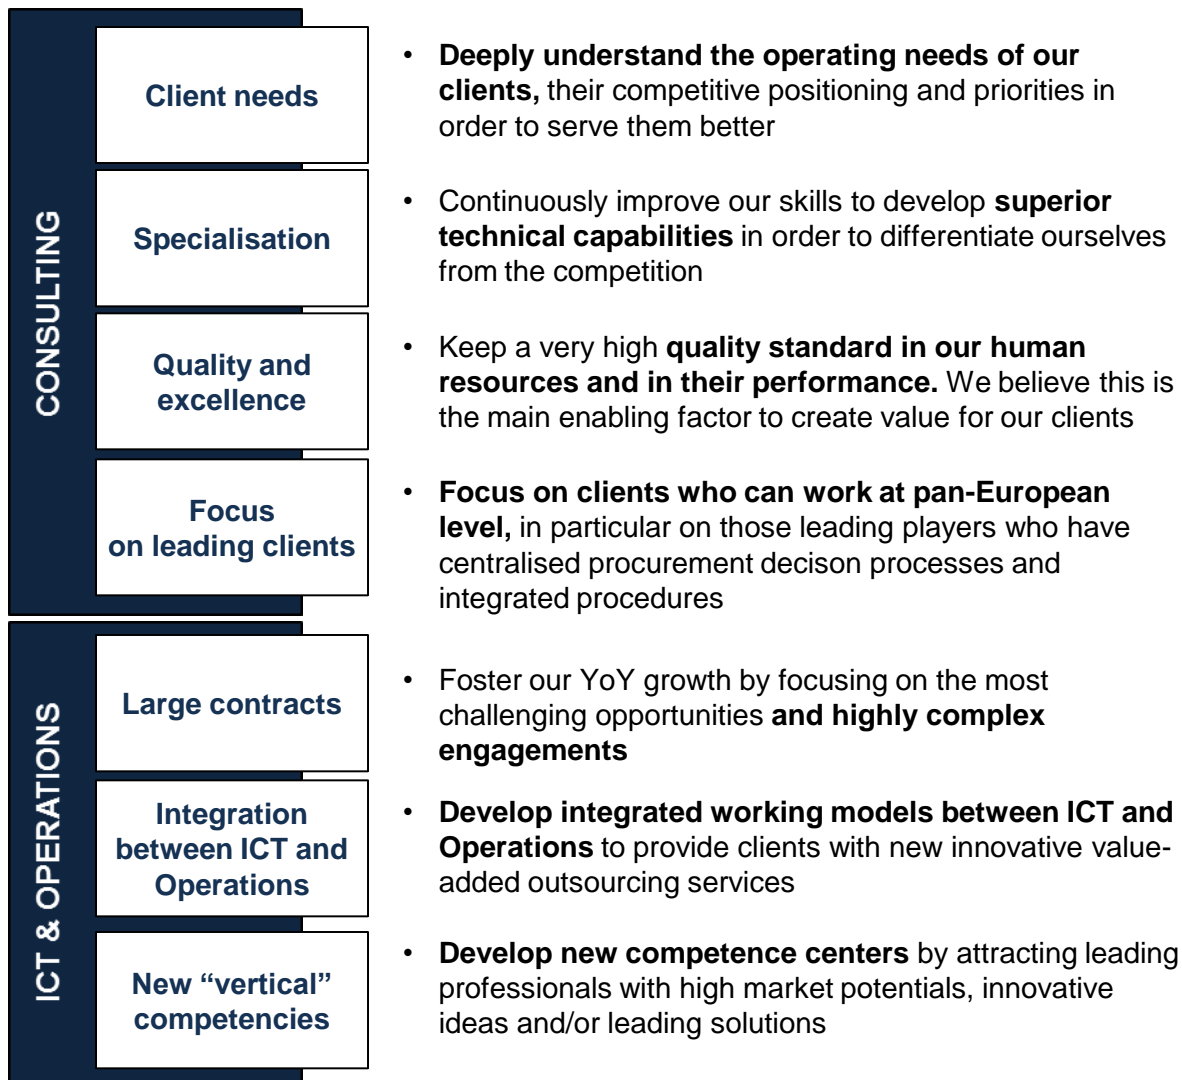 CONSULTING
Client needs
• Deeply understand the operating needs of our
clients, their competitive positioning and priorities in
order to serve them better
Specialisation
• Continuously improve our skills to develop superior
technical capabilities in order to differentiate ourselves
from the competition
Quality and
excellence
• Keep a very high quality standard in our human
resources and in their performance. We believe this is
the main enabling factor to create value for our clients
Focus
on leading clients
• Focus on clients who can work at pan-European
level, in particular on those leading players who have
centralised procurement decison processes and
integrated procedures
ICT & OPERATIONS
Large contracts
• Foster our YoY growth by focusing on the most
challenging opportunities and highly complex
engagements
Integration
between ICT and
Operations
• Develop integrated working models between ICT and
Operations to provide clients with new innovative value-
added outsourcing services
New “vertical”
competencies
• Develop new competence centers by attracting leading
professionals with high market potentials, innovative
ideas and/or leading solutions